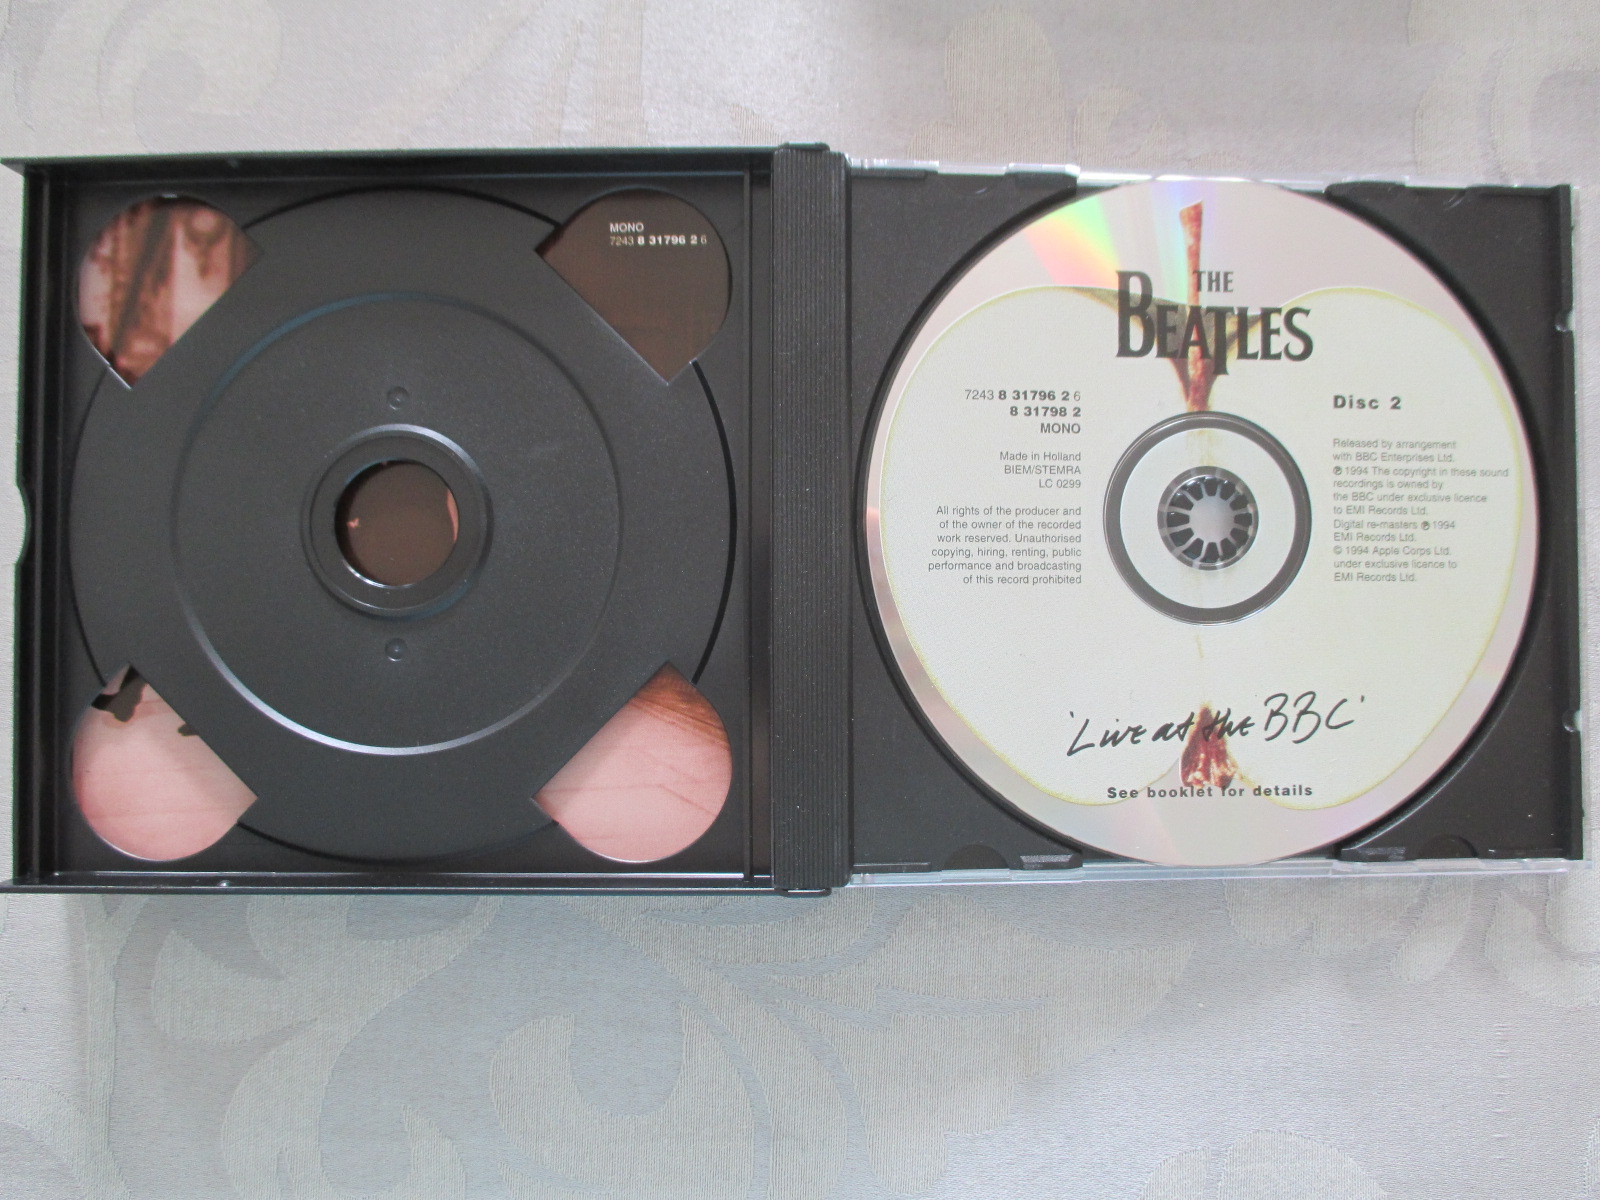 MONO
7243 8 31796 2 6
THE
BEATLES
7243 8 31796 2 6
8 31798 2
MONO
Made in Holland
BIEM/STEMRA
LC 0299
All rights of the producer and
of the owner of the recorded
work reserved. Unauthorised
copying, hiring, renting, public
performance and broadcasting
of this record prohibited
Disc 2
Released by arrangement
with BBC Enterprises Ltd.
℗ 1994 The copyright in these sound
recordings is owned by
the BBC under exclusive licence
to EMI Records Ltd.
Digital re-masters ℗ 1994
EMI Records Ltd.
© 1994 Apple Corps Ltd.
under exclusive licance to
EMI Records Ltd.
'Live at the BBC'
See booklet for details